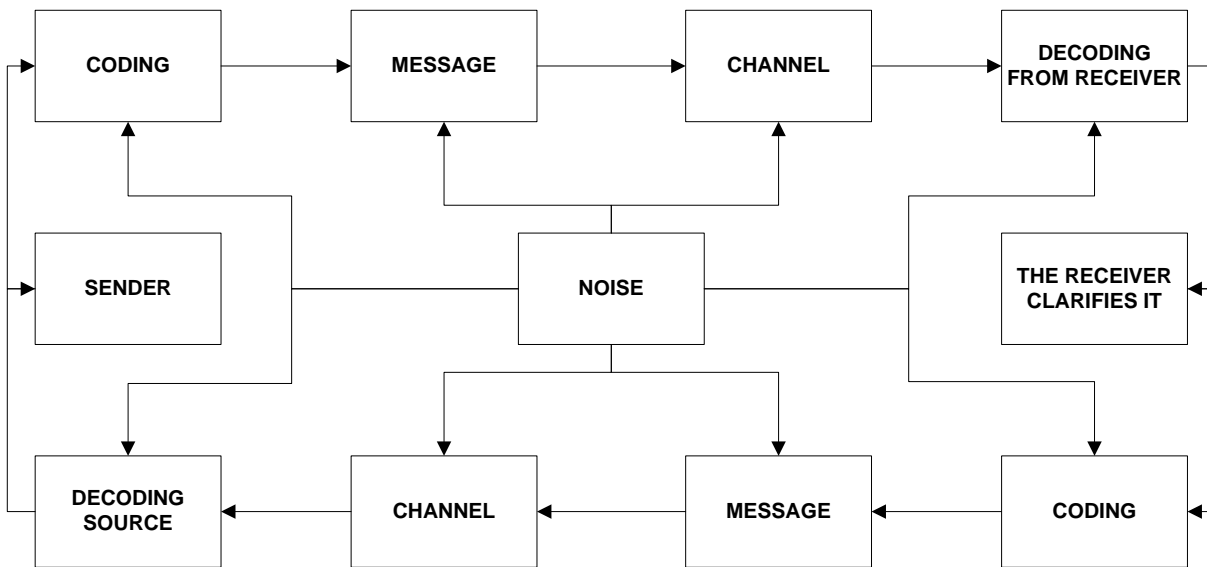 CODING
MESSAGE
CHANNEL
DECODING
FROM RECEIVER
SENDER
NOISE
THE RECEIVER
CLARIFIES IT
DECODING
SOURCE
CHANNEL
MESSAGE
CODING